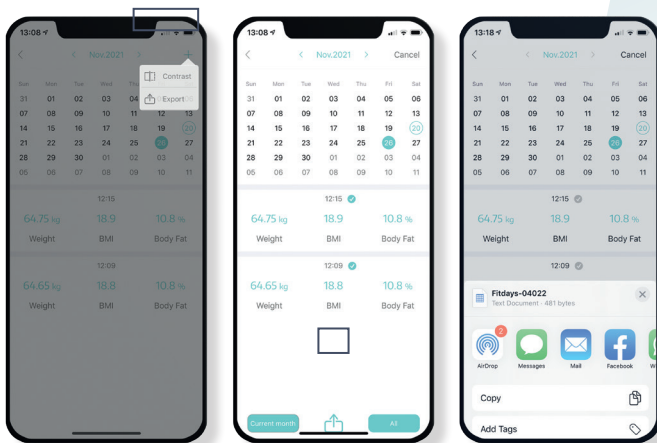 13:08
< Nov.2021 > +
Contrast
Export
Sun Mon Tue Wed Thu
31 01 02 03 04
07 08 09 10 11 12 13
14 15 16 17 18 19 20
21 22 23 24 25 26 27
28 29 30 01 02 03 04
05 06 07 08 09 10 11
12:15
64.75 kg 18.9 10.8 %
Weight BMI Body Fat
12:09
64.65 kg 18.8 10.8 %
Weight BMI Body Fat
13:08
< Nov.2021 > Cancel
Sun Mon Tue Wed Thu Fri Sat
31 01 02 03 04 05 06
07 08 09 10 11 12 13
14 15 16 17 18 19 20
21 22 23 24 25 26 27
28 29 30 01 02 03 04
05 06 07 08 09 10 11
12:15
64.75 kg 18.9 10.8 %
Weight BMI Body Fat
12:09
64.65 kg 18.8 10.8 %
Weight BMI Body Fat
Current month All
13:18
< Nov.2021 > Cancel
Sun Mon Tue Wed Thu Fri Sat
31 01 02 03 04 05 06
07 08 09 10 11 12 13
14 15 16 17 18 19 20
21 22 23 24 25 26 27
28 29 30 01 02 03 04
05 06 07 08 09 10 11
12:15
64.75 kg 18.9 10.8 %
Weight BMI Body Fat
12:09
Fitdays-04022
Text Document · 481 bytes
2
AirDrop Messages Mail Facebook
Copy
Add Tags